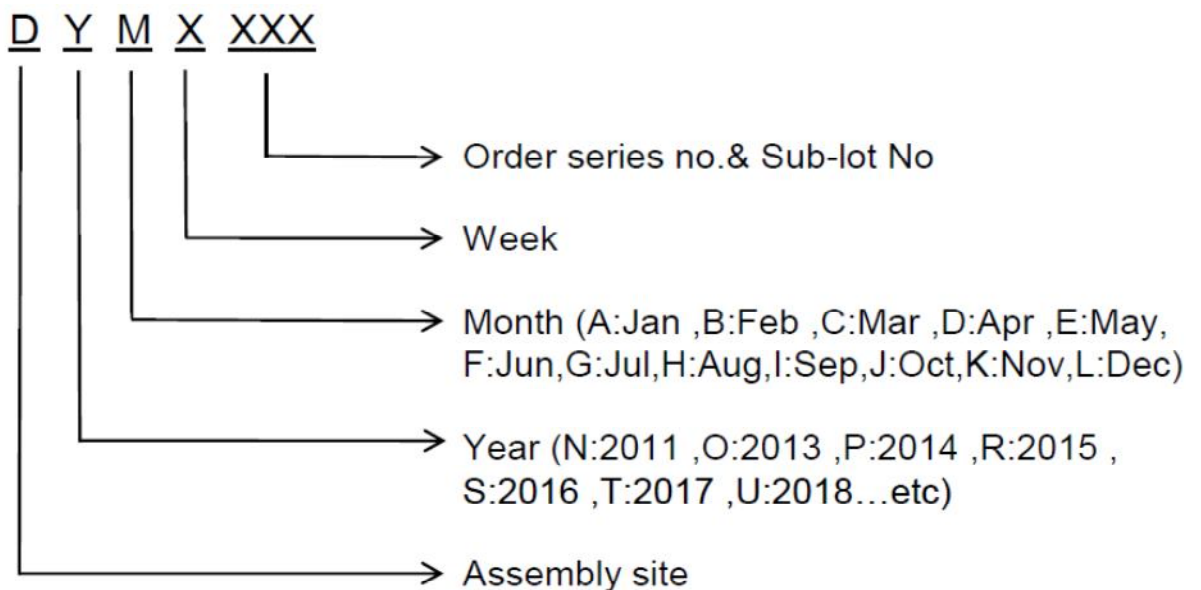 D Y M X XXX
Order series no.& Sub-lot No
Week
Month (A:Jan ,B:Feb ,C:Mar ,D:Apr ,E:May,
F:Jun,G:Jul,H:Aug,I:Sep,J:Oct,K:Nov,L:Dec)
Year (N:2011 ,O:2013 ,P:2014 ,R:2015 ,
S:2016 ,T:2017 ,U:2018...etc)
Assembly site